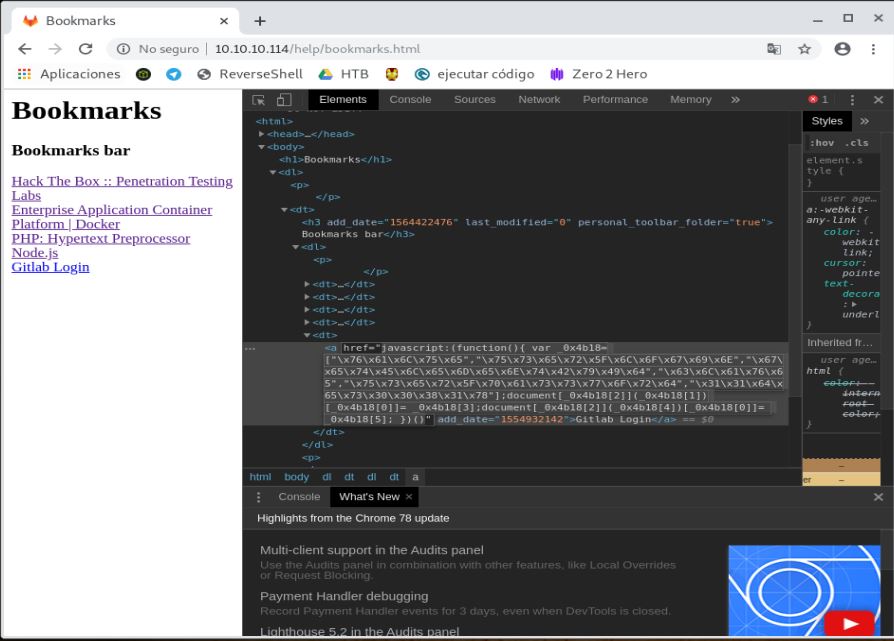 Bookmarks
No seguro | 10.10.10.114/help/bookmarks.html
Aplicaciones ReverseShell HTB ejecutar código Zero 2 Hero
Bookmarks
Bookmarks bar
Hack The Box :: Penetration Testing
Labs
Enterprise Application Container
Platform | Docker
PHP: Hypertext Preprocessor
Node.js
Gitlab Login
Elements Console Sources Network Performance Memory » 1
<html>
<head>…</head>
<body>
<h1>Bookmarks</h1>
<dl>
<p>
</p>
<dt>
<h3 add_date="1564422476" last_modified="0" personal_toolbar_folder="true">
Bookmarks bar</h3>
<dl>
<p>
</p>
<dt>…</dt>
<dt>…</dt>
<dt>…</dt>
<dt>…</dt>
<dt>
<a href="javascript:(function(){ var _0x4b18=
["\x76\x61\x6C\x75\x65","\x75\x73\x65\x72\x5F\x6C\x6F\x67\x69\x6E","\x67\
x65\x74\x45\x6C\x65\x6D\x65\x6E\x74\x42\x79\x49\x64","\x63\x6C\x61\x76\x6
5","\x75\x73\x65\x72\x5F\x70\x61\x73\x73\x77\x6F\x72\x64","\x31\x31\x64\x
65\x73\x30\x30\x38\x31\x78"];document[_0x4b18[2]](_0x4b18[1])
[_0x4b18[0]]= _0x4b18[3];document[_0x4b18[2]](_0x4b18[4])[_0x4b18[0]]=
_0x4b18[5]; })()" add_date="1554932142">Gitlab Login</a> == $0
</dt>
</dl>
<p>
html body dl dt dl dt a
Styles »
:hov .cls
element.s
tyle {
}
user age…
a:-webkit-
any-link {
color: -
webkit
link;
cursor:
pointe
text-
decora
:
underl
}
Inherited fr…
user age…
html {
color: -
intern
root-
color;
}
–
er –
Console What's New ×
Highlights from the Chrome 78 update
Multi-client support in the Audits panel
Use the Audits panel in combination with other features, like Local Overrides
or Request Blocking.
Payment Handler debugging
Record Payment Handler events for 3 days, even when DevTools is closed.
Lighthouse 5.2 in the Audits panel